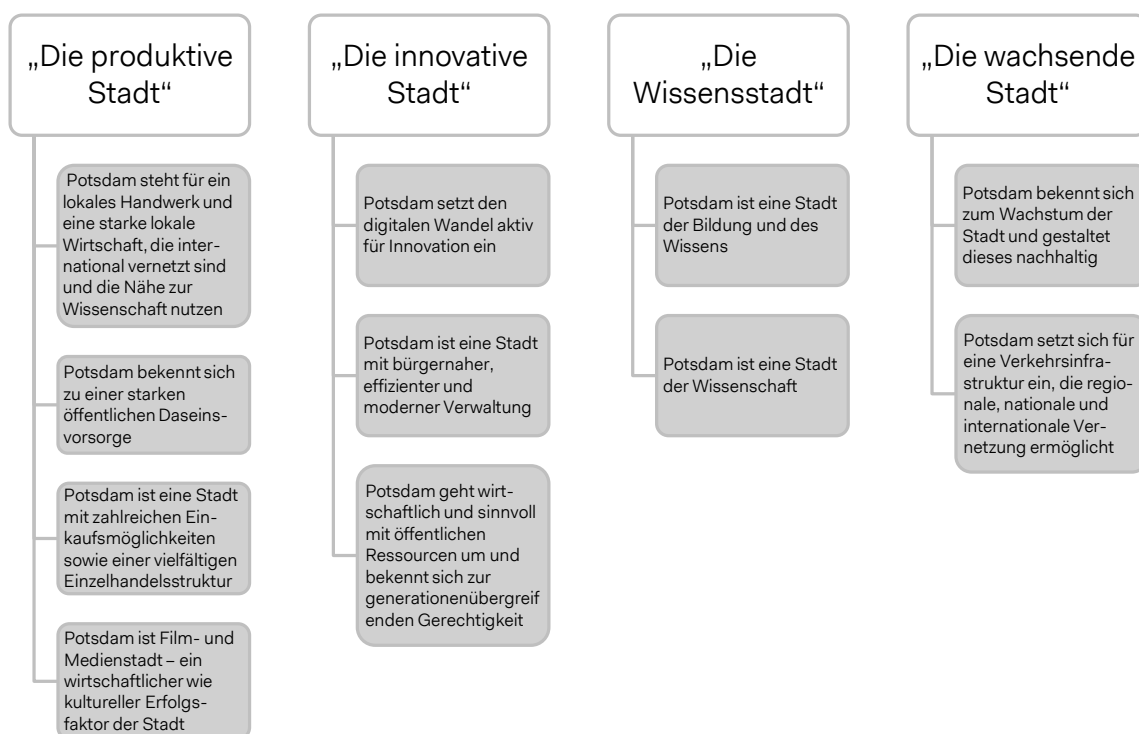 „Die produktive
Stadt“
Potsdam steht für ein
lokales Handwerk und
eine starke lokale
Wirtschaft, die inter-
national vernetzt sind
und die Nähe zur
Wissenschaft nutzen
Potsdam bekennt sich
zu einer starken
öffentlichen Daseins-
vorsorge
Potsdam ist eine Stadt
mit zahlreichen Ein-
kaufsmöglichkeiten
sowie einer vielfältigen
Einzelhandelsstruktur
Potsdam ist Film- und
Medienstadt – ein
wirtschaftlicher wie
kultureller Erfolgs-
faktor der Stadt
„Die innovative
Stadt“
Potsdam setzt den
digitalen Wandel aktiv
für Innovation ein
Potsdam ist eine Stadt
mit bürgernaher,
effizienter und
moderner Verwaltung
Potsdam geht wirt-
schaftlich und sinnvoll
mit öffentlichen
Ressourcen um und
bekennt sich zur
generationenübergreif
enden Gerechtigkeit
„Die
Wissensstadt“
Potsdam ist eine Stadt
der Bildung und des
Wissens
Potsdam ist eine Stadt
der Wissenschaft
„Die wachsende
Stadt“
Potsdam bekennt sich
zum Wachstum der
Stadt und gestaltet
dieses nachhaltig
Potsdam setzt sich für
eine Verkehrsinfra-
struktur ein, die regio-
nale, nationale und
internationale Ver-
netzung ermöglicht